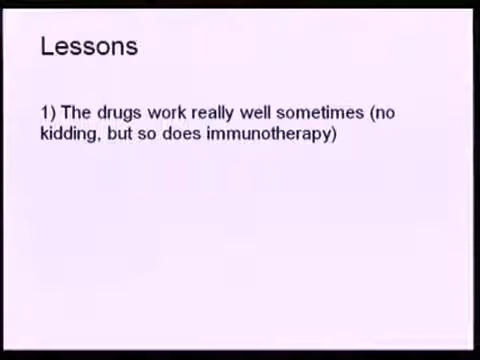 Lessons
1) The drugs work really well sometimes (no
kidding, but so does immunotherapy)